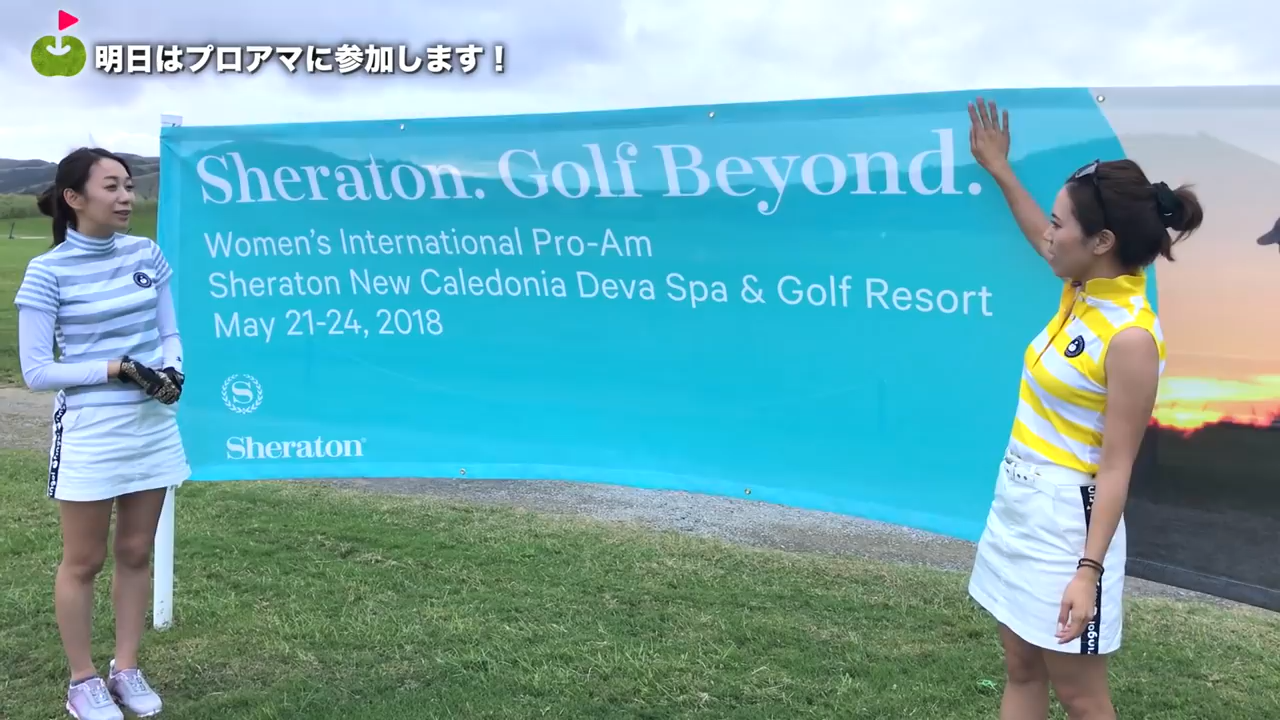 明日はプロアマに参加します！
Sheraton. Golf Beyond.
Women's International Pro-Am
Sheraton New Caledonia Deva Spa & Golf Resort
May 21-24, 2018
S
Sheraton
ringol